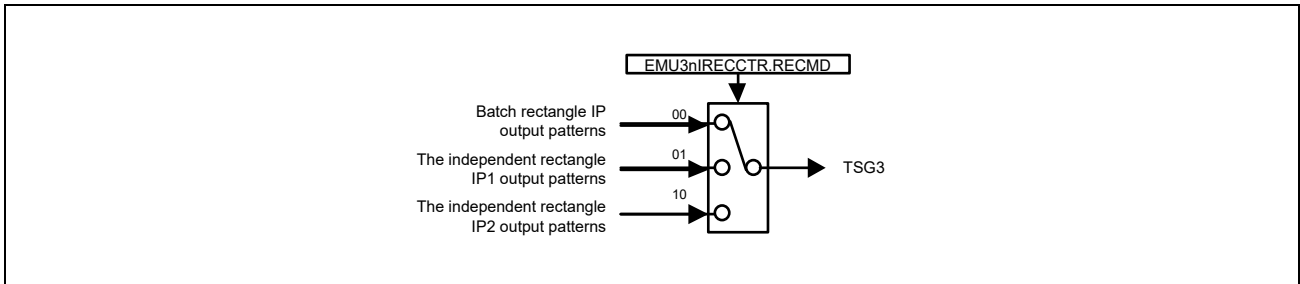 EMU3nIRECCTR.RECMD
Batch rectangle IP
output patterns
00
The independent rectangle
IP1 output patterns
01
TSG3
The independent rectangle
IP2 output patterns
10